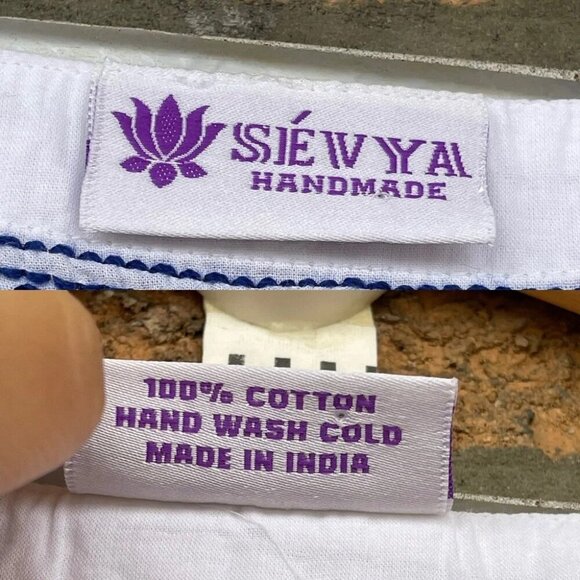 SÉVYA
HANDMADE
100% COTTON
HAND WASH COLD
MADE IN INDIA